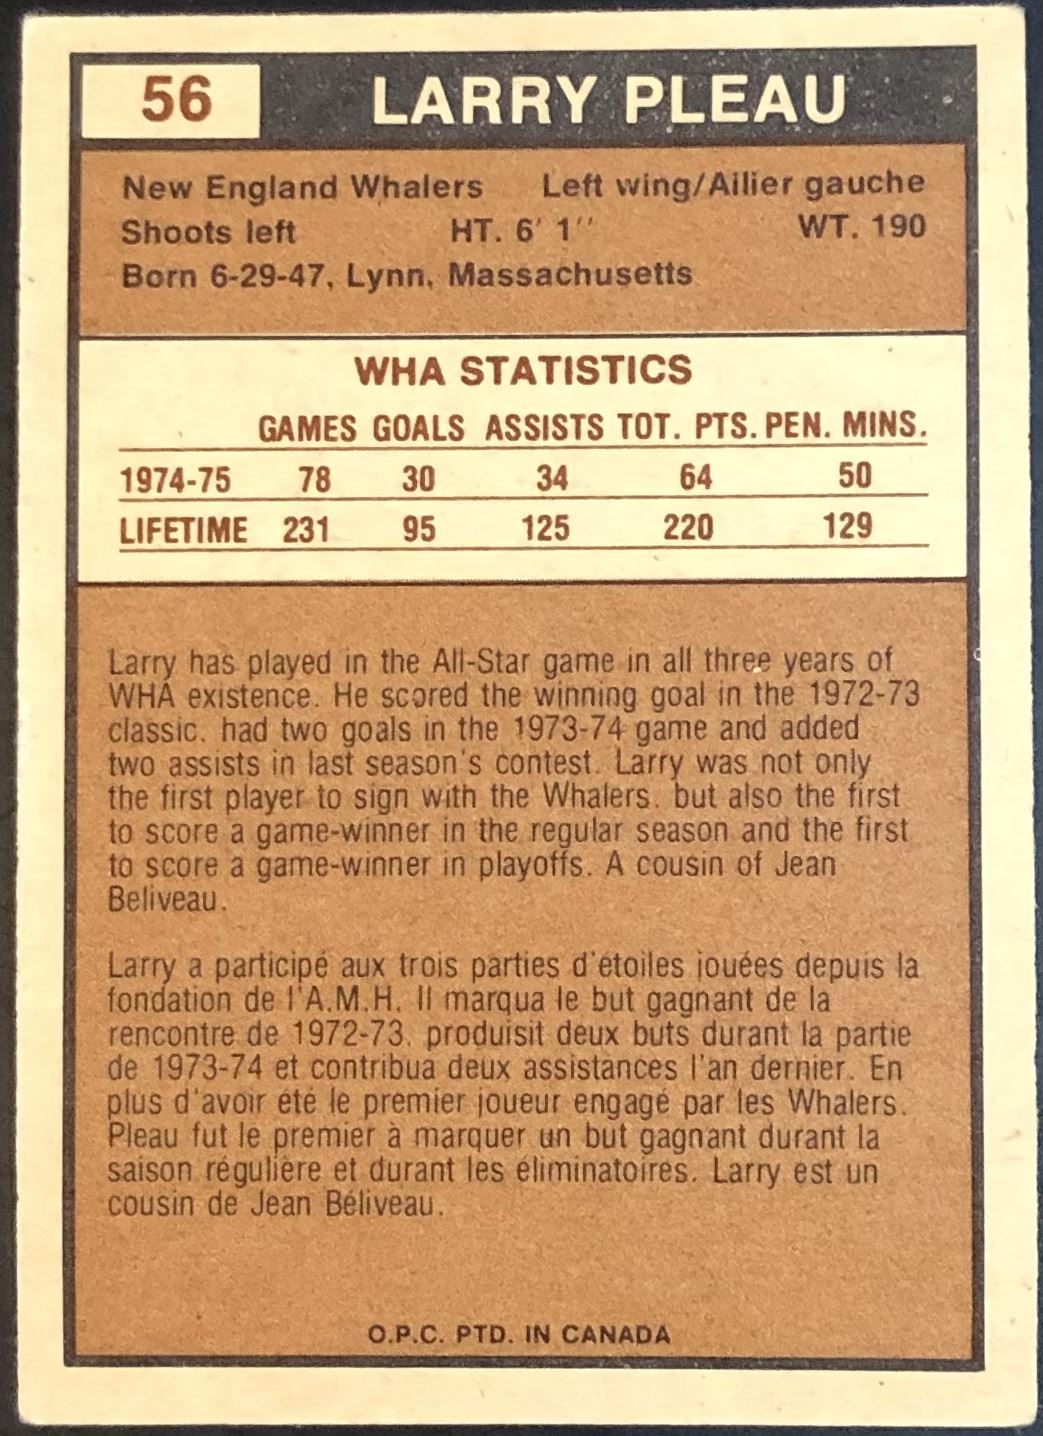 56 LARRY PLEAU
New England Whalers Left wing/Ailier gauche
Shoots left HT. 6' 1'' WT. 190
Born 6-29-47, Lynn, Massachusetts
WHA STATISTICS
GAMES GOALS ASSISTS TOT. PTS. PEN. MINS.
1974-75 78 30 34 64 50
LIFETIME 231 95 125 220 129
Larry has played in the All-Star game in all three years of
WHA existence. He scored the winning goal in the 1972-73
classic, had two goals in the 1973-74 game and added
two assists in last season's contest. Larry was not only
the first player to sign with the Whalers, but also the first
to score a game-winner in the regular season and the first
to score a game-winner in playoffs. A cousin of Jean
Beliveau.
Larry a participé aux trois parties d'étoiles jouées depuis la
fondation de l'A.M.H. Il marqua le but gagnant de la
rencontre de 1972-73, produisit deux buts durant la partie
de 1973-74 et contribua deux assistances l'an dernier. En
plus d'avoir été le premier joueur engagé par les Whalers,
Pleau fut le premier à marquer un but gagnant durant la
saison régulière et durant les éliminatoires. Larry est un
cousin de Jean Béliveau.
O.P.C. PTD. IN CANADA